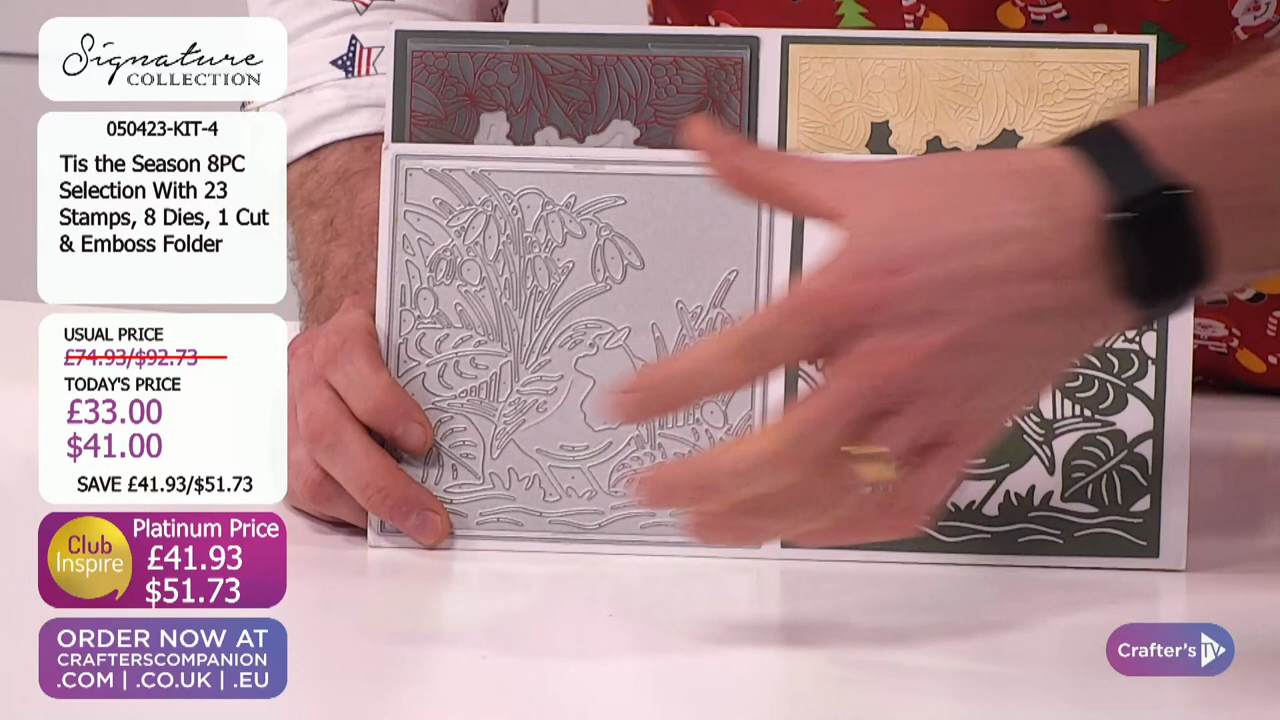 Signature
COLLECTION
050423-KIT-4
Tis the Season 8PC
Selection With 23
Stamps, 8 Dies, 1 Cut
& Emboss Folder
USUAL PRICE
£74.93/$92.73
TODAY'S PRICE
£33.00
$41.00
SAVE £41.93/$51.73
Club
Inspire
Platinum Price
£41.93
$51.73
ORDER NOW AT
CRAFTERSCOMPANION
.COM | .CO.UK | .EU
Crafter's TV